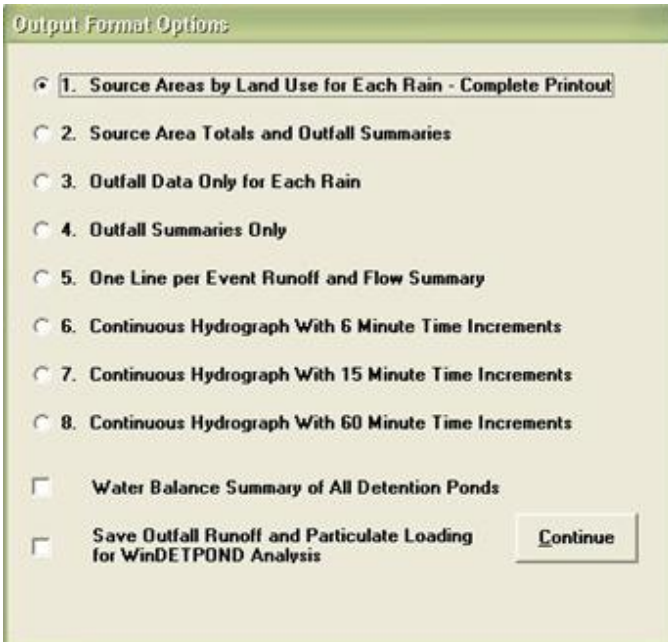 Output Format Options
1. Source Areas by Land Use for Each Rain - Complete Printout
2. Source Area Totals and Outfall Summaries
3. Outfall Data Only for Each Rain
4. Outfall Summaries Only
5. One Line per Event Runoff and Flow Summary
6. Continuous Hydrograph With 6 Minute Time Increments
7. Continuous Hydrograph With 15 Minute Time Increments
8. Continuous Hydrograph With 60 Minute Time Increments
Water Balance Summary of All Detention Ponds
Save Outfall Runoff and Particulate Loading
for WinDETPOND Analysis
Continue